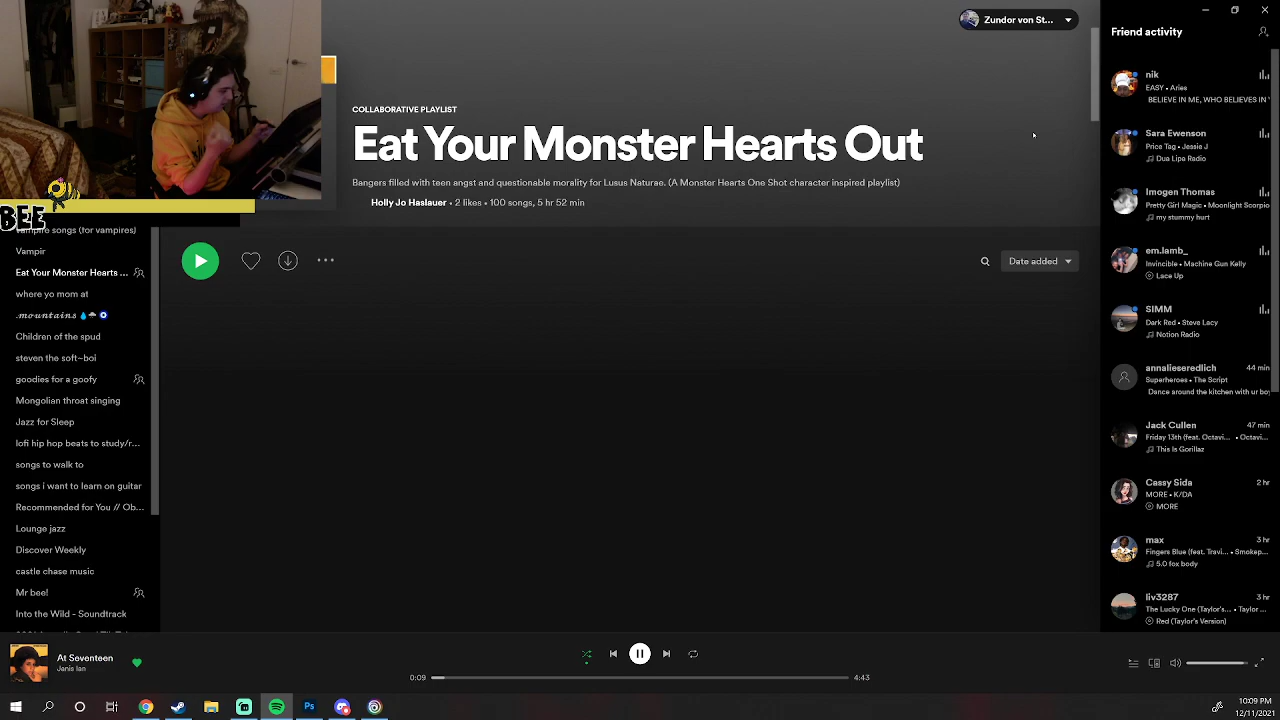 Zundor von St...
COLLABORATIVE PLAYLIST
Eat Your Monster Hearts Out
Bangers filled with teen angst and questionable morality for Lusus Naturae. (A Monster Hearts One Shot character inspired playlist)
Holly Jo Haslauer • 2 likes • 100 songs, 5 hr 52 min
Date added
BEE
Vampire songs (for vampires)
Vampir
Eat Your Monster Hearts ...
where yo mom at
𝓶𝓸𝓾𝓷𝓽𝓪𝓲𝓷𝓼 💧🌧🧿
Children of the spud
steven the soft~boi
goodies for a goofy
Mongolian throat singing
Jazz for Sleep
lofi hip hop beats to study/r...
songs to walk to
songs i want to learn on guitar
Recommended for You // Ob...
Lounge jazz
Discover Weekly
castle chase music
Mr bee!
Into the Wild - Soundtrack
Friend activity
nik
EASY • Aries
BELIEVE IN ME, WHO BELIEVES IN
Sara Ewenson
Price Tag • Jessie J
Dua Lipa Radio
Imogen Thomas
Pretty Girl Magic • Moonlight Scorpio
my stummy hurt
em.lamb_
Invincible • Machine Gun Kelly
Lace Up
SIMM
Dark Red • Steve Lacy
Notion Radio
annalieseredlich 44 min
Superheroes • The Script
Dance around the kitchen with ur bo
Jack Cullen 47 min
Friday 13th (feat. Octavi... • Octavi...
This Is Gorillaz
Cassy Sida 2 hr
MORE • K/DA
MORE
max 3 hr
Fingers Blue (feat. Travi... • Smokep...
5.0 fox body
liv3287 3 hr
The Lucky One (Taylor's... • Taylor ...
Red (Taylor's Version)
At Seventeen
Janis Ian
0:09
4:43
10:09 PM
12/11/2021